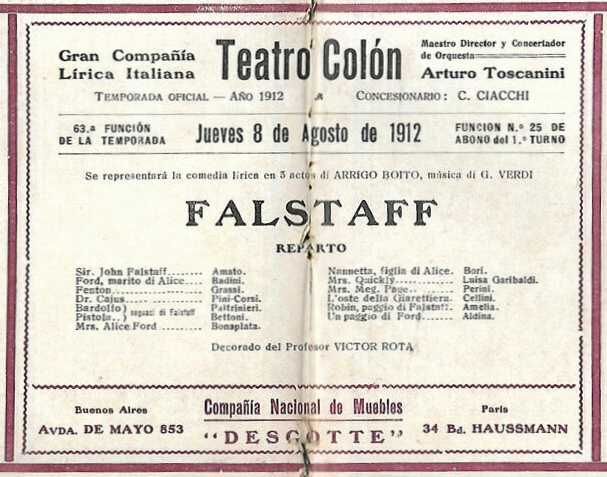 Gran Compañía
Lírica Italiana
Teatro Colón
Maestro Director y Concertador
de Orquesta
Arturo Toscanini
TEMPORADA OFICIAL — AÑO 1912
CONCESIONARIO: C. CIACCHI
63.ª FUNCIÓN
DE LA TEMPORADA
Jueves 8 de Agosto de 1912
FUNCION N.º 25 DE
ABONO del 1.º TURNO
Se representará la comedia lírica en 3 actos di ARRIGO BOITO, música di G. VERDI
FALSTAFF
REPARTO
Sir. John Falstaff........ Amato.
Ford, marito di Alice.... Badini.
Fenton.................. Grassi.
Dr. Cajus............... Pini-Corsi.
Bardolfo) seguaci di Falstaff Paltrinieri.
Pistola..) Bettoni.
Mrs. Alice Ford......... Bonaplata.
Nannetta, figlia di Alice. Bori.
Mrs. Quickly............ Luisa Garibaldi.
Mrs. Meg. Page......... Perini.
L'oste della Giarettiera. Cellini.
Robin, paggio di Falstaff. Amelia.
Un paggio di Ford....... Aldina.
Decorado del Profesor VICTOR ROTA
Buenos Aires
AVDA. DE MAYO 853
Compañía Nacional de Muebles
"DESCOTTE"
Paris
34 Bd. HAUSSMANN